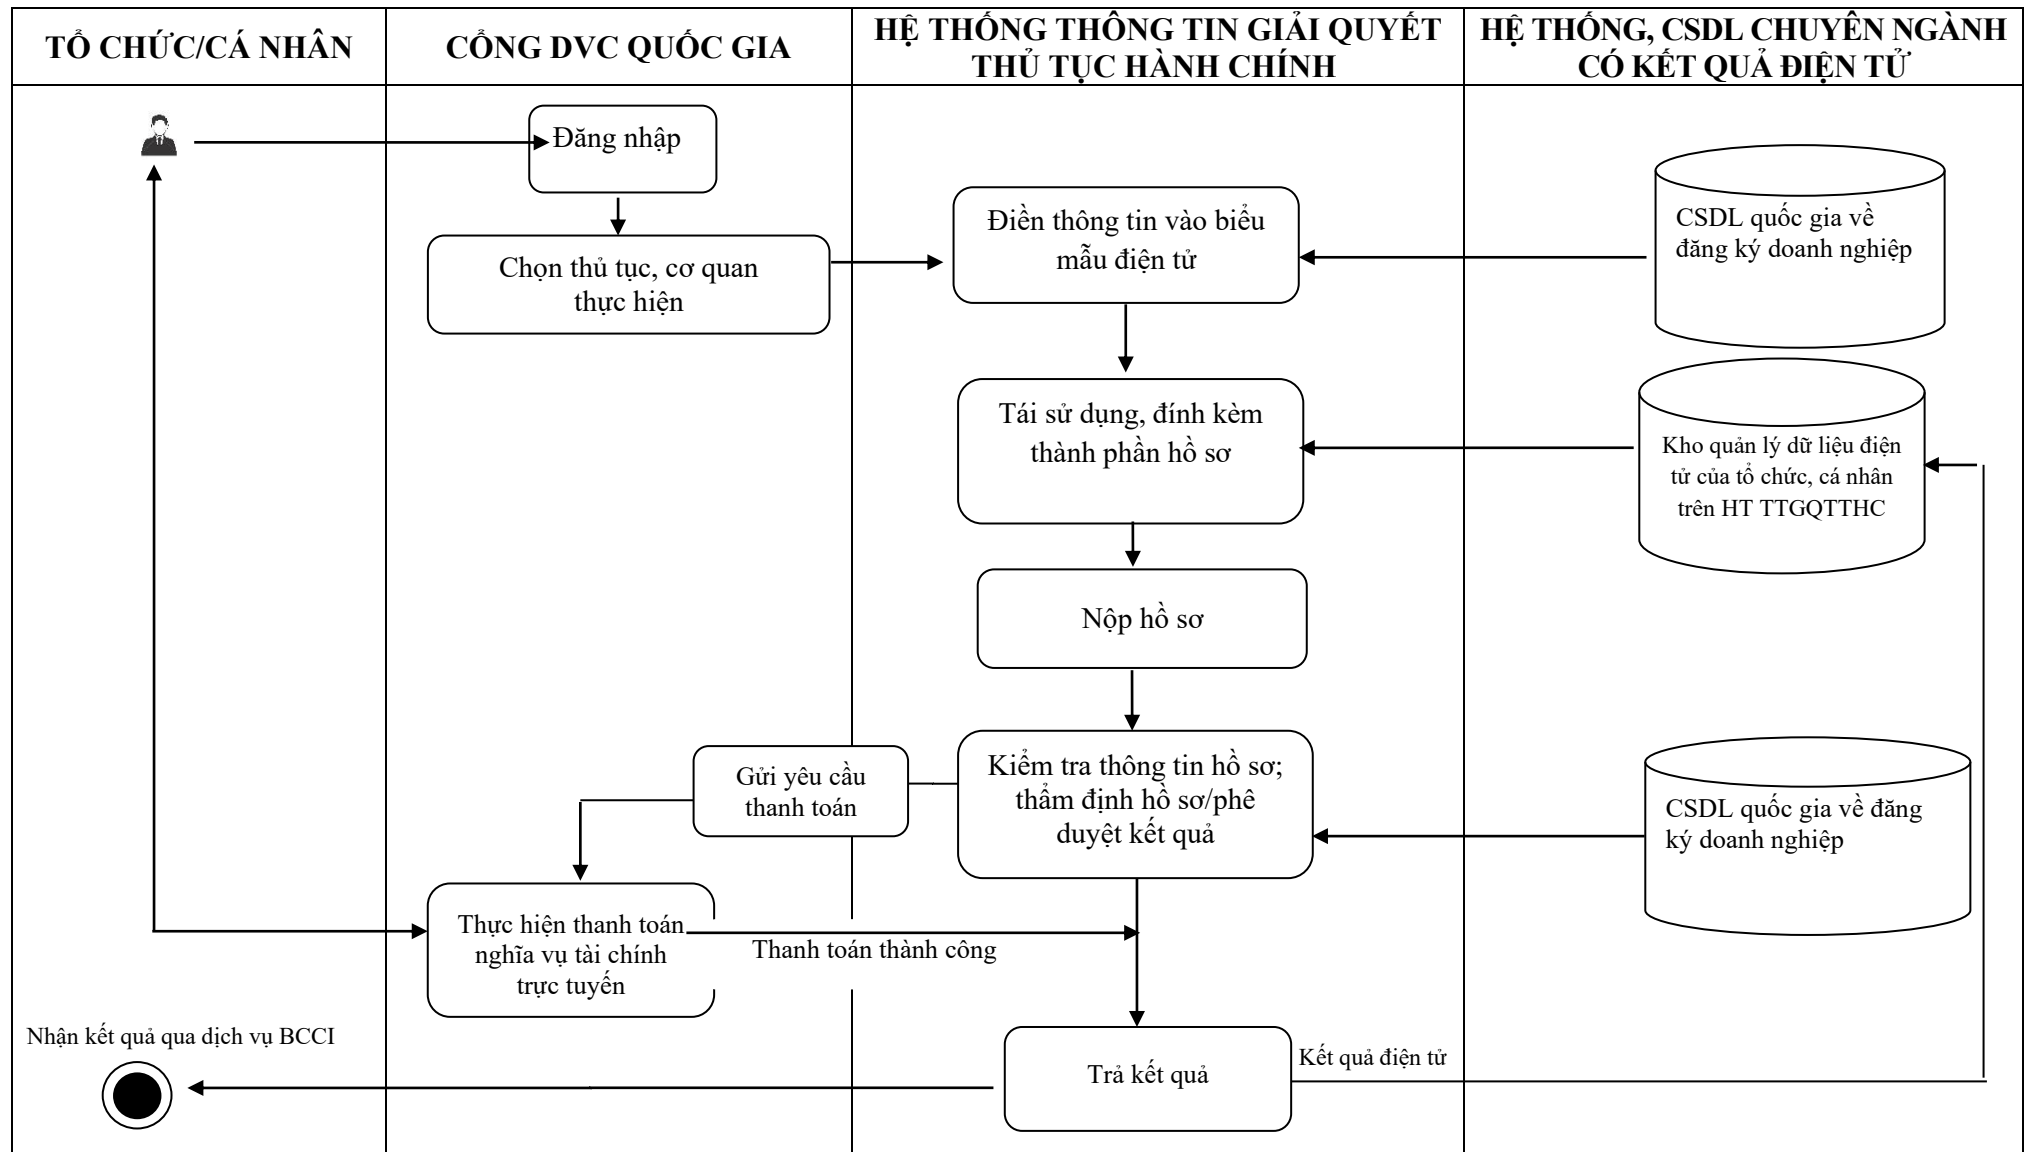 TỔ CHỨC/CÁ NHÂN
CỔNG DVC QUỐC GIA
HỆ THỐNG THÔNG TIN GIẢI QUYẾT
THỦ TỤC HÀNH CHÍNH
HỆ THỐNG, CSDL CHUYÊN NGÀNH
CÓ KẾT QUẢ ĐIỆN TỬ
Đăng nhập
Chọn thủ tục, cơ quan
thực hiện
Điền thông tin vào biểu
mẫu điện tử
CSDL quốc gia về
đăng ký doanh nghiệp
Tái sử dụng, đính kèm
thành phần hồ sơ
Kho quản lý dữ liệu điện
tử của tổ chức, cá nhân
trên HT TTGQTTHC
Nộp hồ sơ
Kiểm tra thông tin hồ sơ;
thẩm định hồ sơ/phê
duyệt kết quả
Gửi yêu cầu
thanh toán
CSDL quốc gia về đăng
ký doanh nghiệp
Thực hiện thanh toán
nghĩa vụ tài chính
trực tuyến
Thanh toán thành công
Nhận kết quả qua dịch vụ BCCI
Trả kết quả
Kết quả điện tử